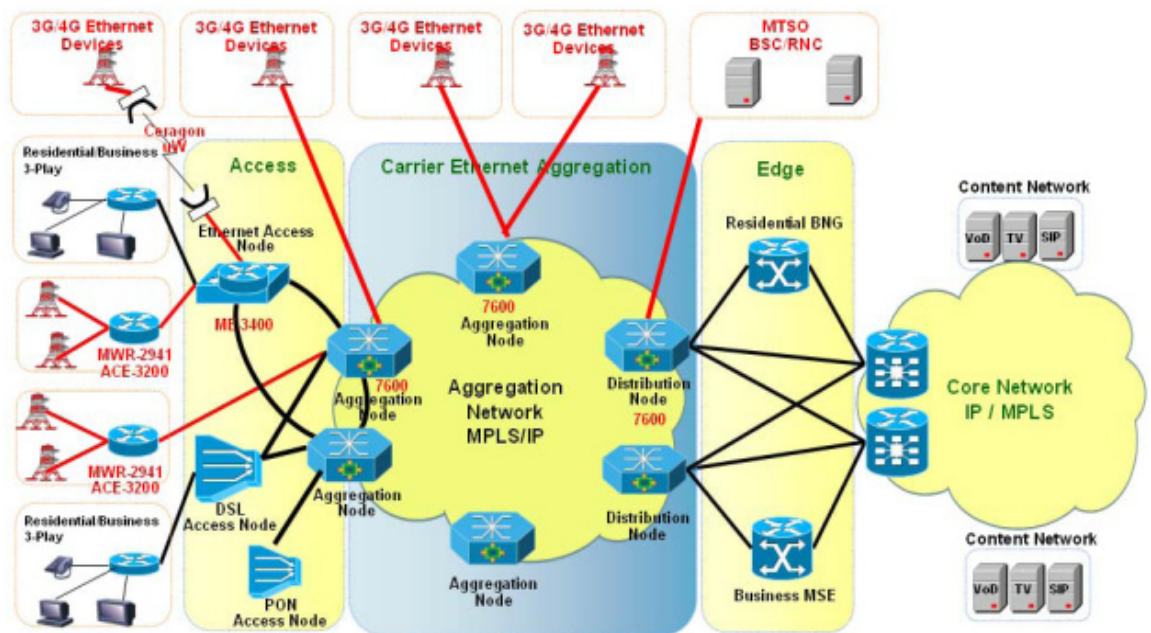 3G/4G Ethernet
Devices
3G/4G Ethernet
Devices
3G/4G Ethernet
Devices
3G/4G Ethernet
Devices
MTSO
BSC/RNC
Ceragon
uW
Residential/Business
3-Play
Access
Carrier Ethernet Aggregation
Edge
Content Network
VoD
TV
SIP
Ethernet Access
Node
Residential BNG
ME-3400
7600
Aggregation
Node
MWR-2941
ACE-3200
7600
Aggregation
Node
Distribution
Node
7600
Aggregation
Network
MPLS/IP
Core Network
IP / MPLS
MWR-2941
ACE-3200
DSL
Access Node
Aggregation
Node
Distribution
Node
Residential/Business
3-Play
Content Network
VoD
TV
SIP
PON
Access Node
Aggregation
Node
Business MSE